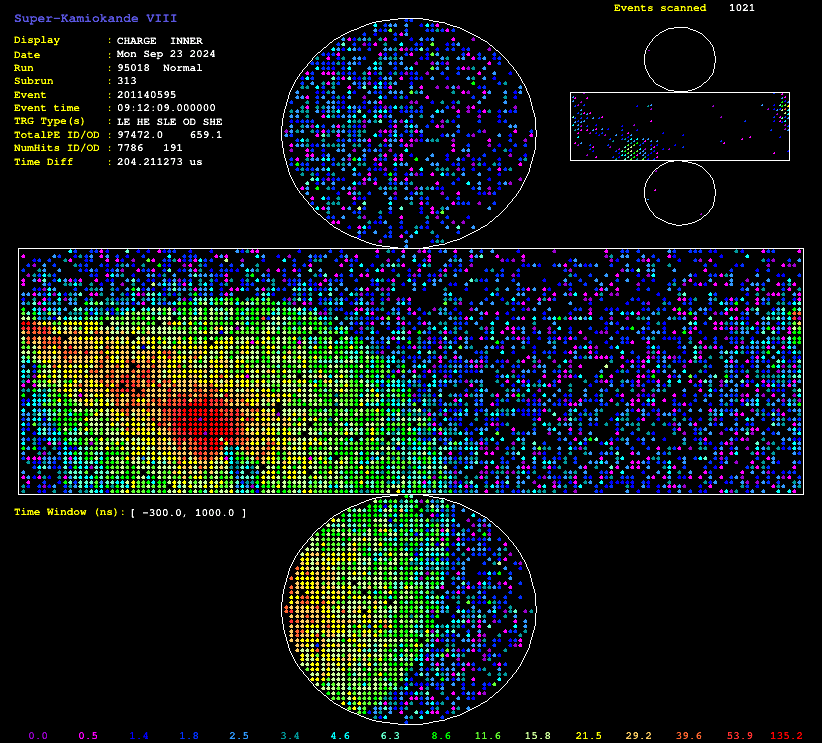 Super-Kamiokande VIII
Events scanned 1021
Display : CHARGE INNER
Date : Mon Sep 23 2024
Run : 95018 Normal
Subrun : 313
Event : 201140595
Event time : 09:12:09.000000
TRG Type(s) : LE HE SLE OD SHE
TotalPE ID/OD : 97472.0 659.1
NumHits ID/OD : 7786 191
Time Diff : 204.211273 us
Time Window (ns): [ -300.0, 1000.0 ]
0.0 0.5 1.4 1.8 2.5 3.4 4.6 6.3 8.6 11.6 15.8 21.5 29.2 39.6 53.9 135.2